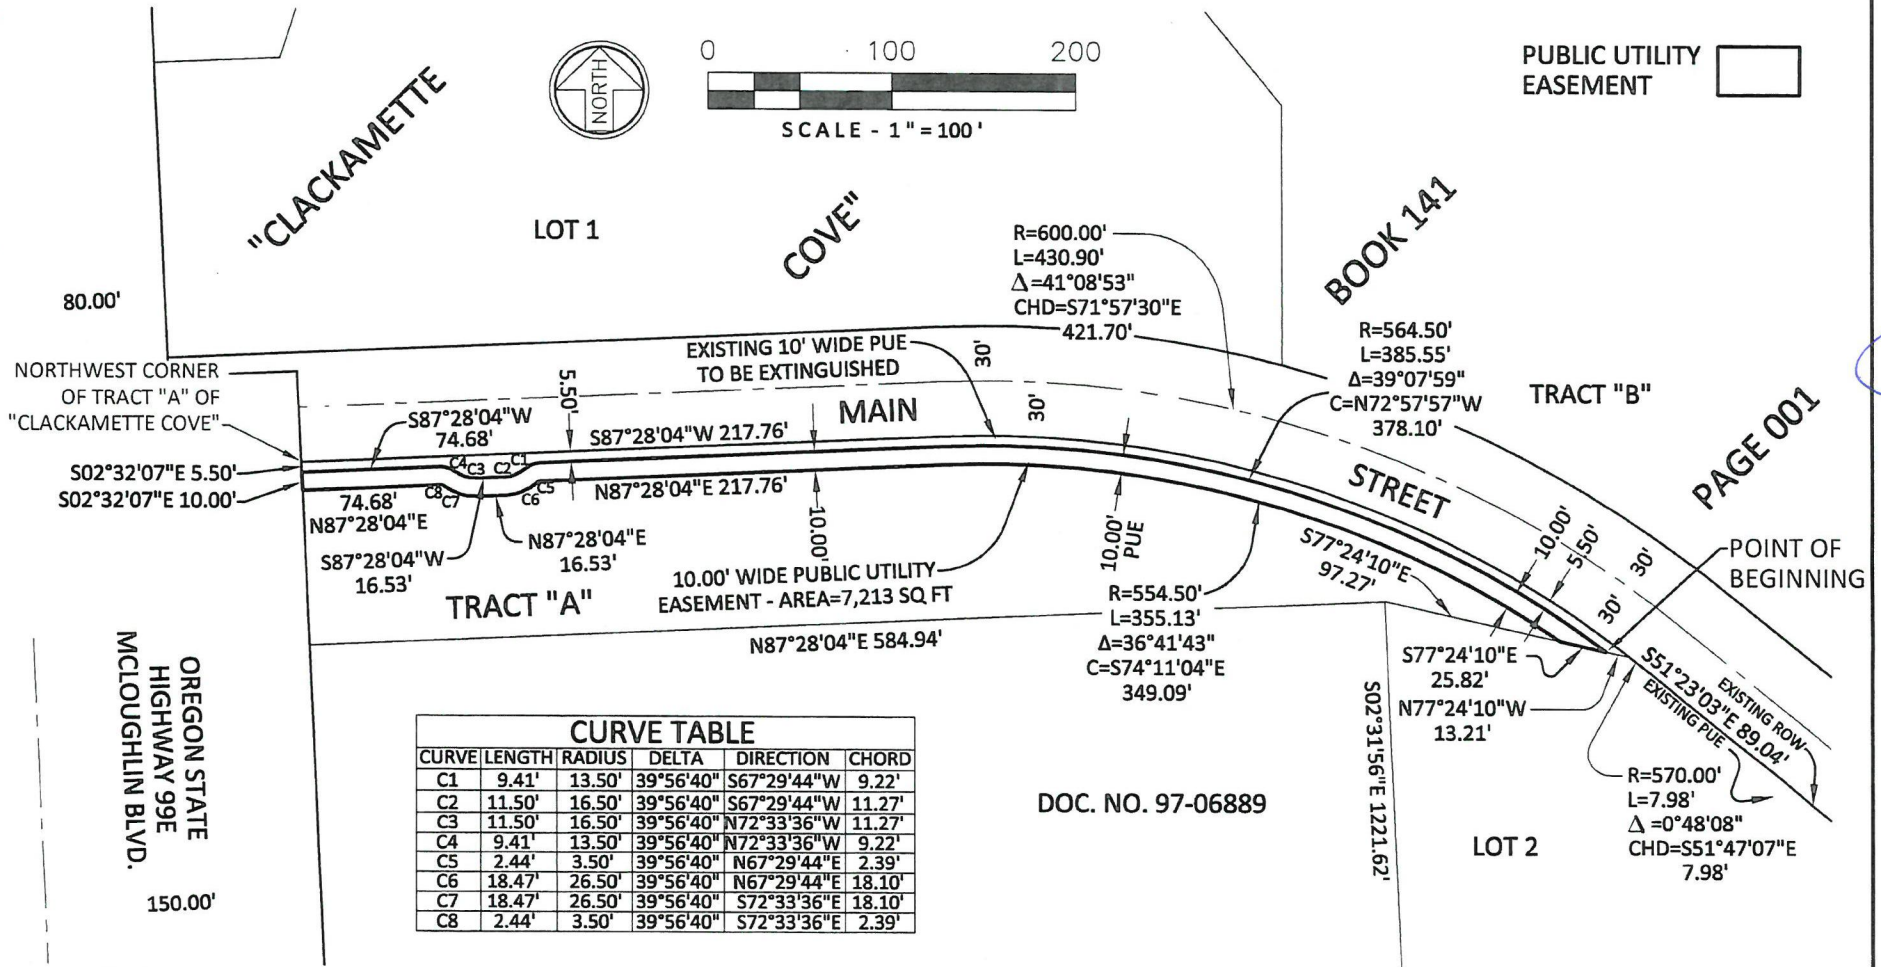 0 100 200
SCALE - 1" = 100'
NORTH
PUBLIC UTILITY
EASEMENT
"CLACKAMETTE
COVE"
BOOK 141
PAGE 001
LOT 1
80.00'
R=600.00'
L=430.90'
Δ=41°08'53"
CHD=S71°57'30"E
421.70'
R=564.50'
L=385.55'
Δ=39°07'59"
C=N72°57'57"W
378.10'
TRACT "B"
NORTHWEST CORNER
OF TRACT "A" OF
"CLACKAMETTE COVE"
EXISTING 10' WIDE PUE
TO BE EXTINGUISHED
30'
30'
5.50'
MAIN
STREET
S87°28'04"W
74.68'
S87°28'04"W 217.76'
S02°32'07"E 5.50'
S02°32'07"E 10.00'
C4
C3
C2
C1
C8
C7
C6
C5
74.68'
N87°28'04"E
N87°28'04"E 217.76'
S87°28'04"W
16.53'
N87°28'04"E
16.53'
10.00'
10.00'
PUE
10.00' WIDE PUBLIC UTILITY
EASEMENT - AREA=7,213 SQ FT
TRACT "A"
N87°28'04"E 584.94'
R=554.50'
L=355.13'
Δ=36°41'43"
C=S74°11'04"E
349.09'
S77°24'10"E
97.27'
10.00'
5.50'
30'
30'
POINT OF
BEGINNING
S77°24'10"E
25.82'
N77°24'10"W
13.21'
S51°23'03"E 89.04'
EXISTING ROW
EXISTING PUE
R=570.00'
L=7.98'
Δ =0°48'08"
CHD=S51°47'07"E
7.98'
S02°31'56"E 1221.62'
LOT 2
DOC. NO. 97-06889
OREGON STATE
HIGHWAY 99E
MCLOUGHLIN BLVD.
150.00'
CURVE TABLE
CURVE LENGTH RADIUS DELTA DIRECTION CHORD
C1 9.41' 13.50' 39°56'40" S67°29'44"W 9.22'
C2 11.50' 16.50' 39°56'40" S67°29'44"W 11.27'
C3 11.50' 16.50' 39°56'40" N72°33'36"W 11.27'
C4 9.41' 13.50' 39°56'40" N72°33'36"W 9.22'
C5 2.44' 3.50' 39°56'40" N67°29'44"E 2.39'
C6 18.47' 26.50' 39°56'40" N67°29'44"E 18.10'
C7 18.47' 26.50' 39°56'40" S72°33'36"E 18.10'
C8 2.44' 3.50' 39°56'40" S72°33'36"E 2.39'